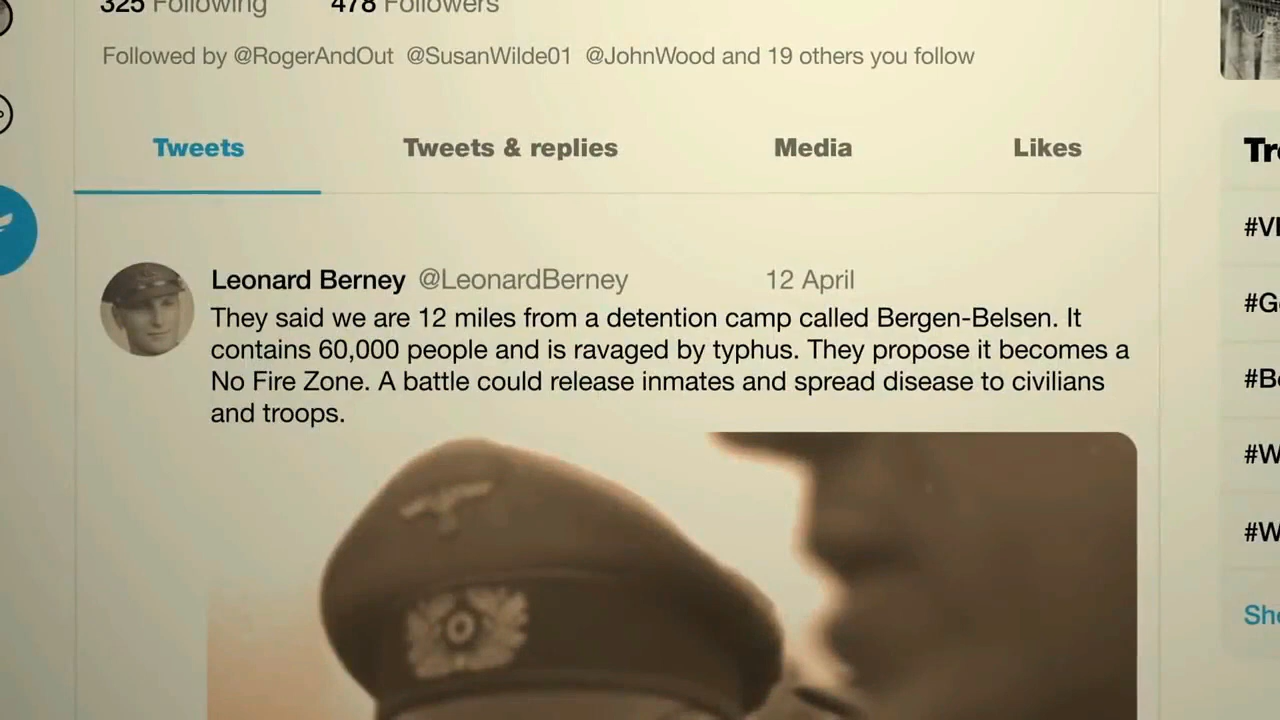 325 Following 478 Followers
Followed by @RogerAndOut @SusanWilde01 @JohnWood and 19 others you follow
Tweets Tweets & replies Media Likes
Leonard Berney @LeonardBerney 12 April
They said we are 12 miles from a detention camp called Bergen-Belsen. It
contains 60,000 people and is ravaged by typhus. They propose it becomes a
No Fire Zone. A battle could release inmates and spread disease to civilians
and troops.